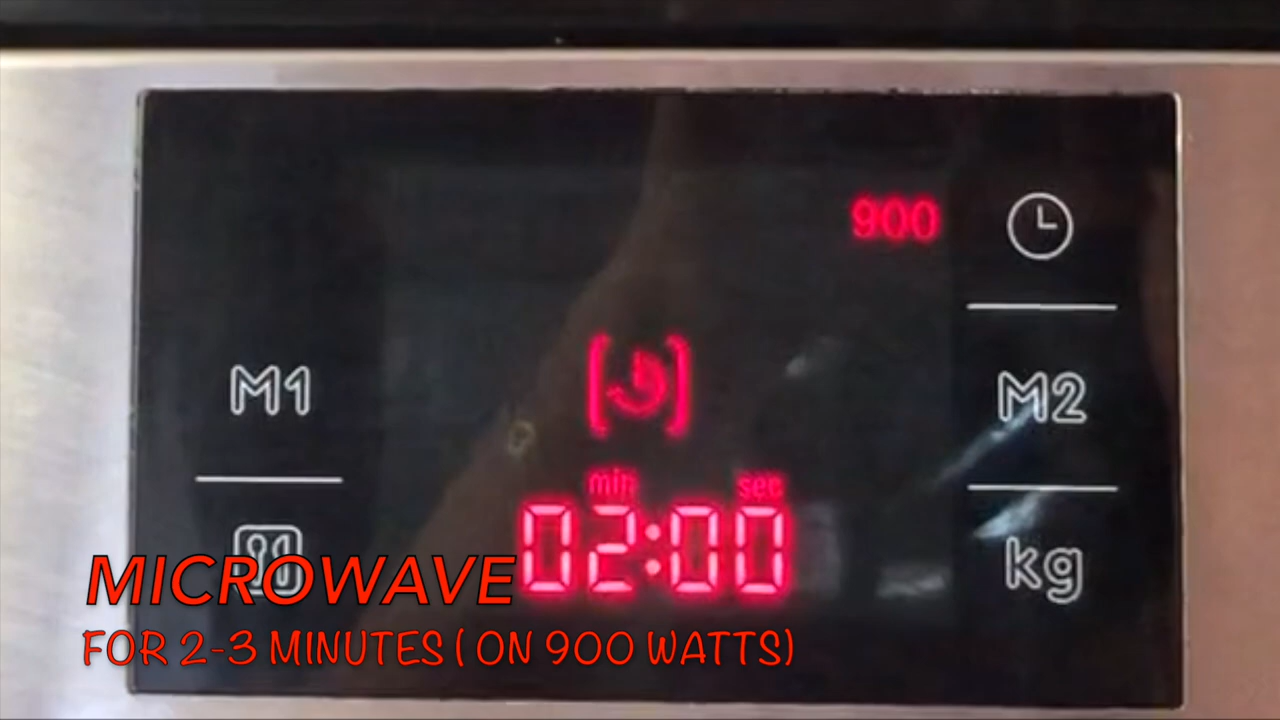 900
M1
M2
min sec
02:00
kg
MICROWAVE
FOR 2-3 MINUTES ( ON 900 WATTS)